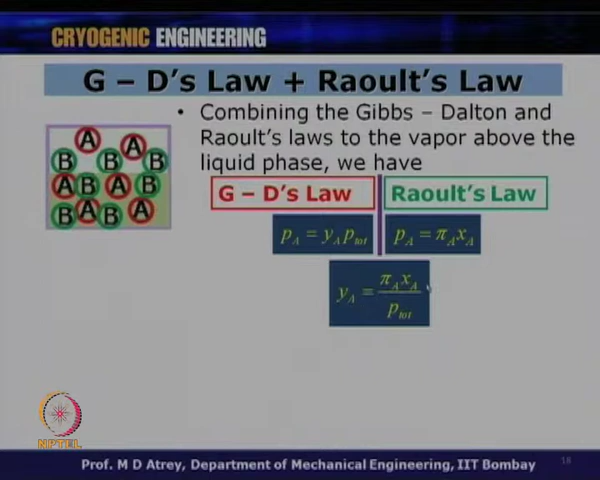 CRYOGENIC ENGINEERING
G – D's Law + Raoult's Law
• Combining the Gibbs – Dalton and
Raoult's laws to the vapor above the
liquid phase, we have
A A
B B B
A B A B
B A B A
G – D's Law Raoult's Law
p_A = y_A p_tot p_A = π_A x_A
y_A = π_A x_A / p_tot
NPTEL
Prof. M D Atrey, Department of Mechanical Engineering, IIT Bombay
18